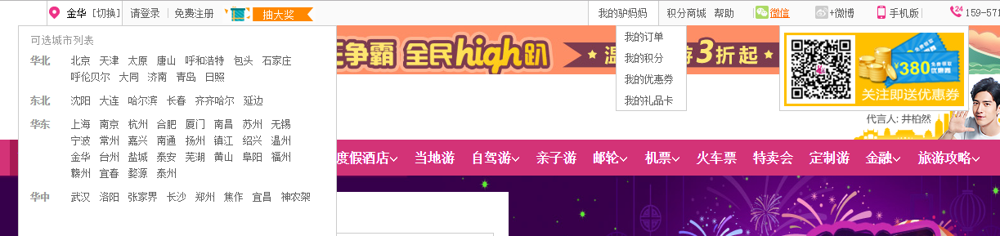 金华 [切换] 请登录 | 免费注册 抽大奖 我的驴妈妈 积分商城 帮助 | 微信 +微博 手机版 | 159-571
可选城市列表
华北 北京 天津 太原 唐山 呼和浩特 包头 石家庄
呼伦贝尔 大同 济南 青岛 日照
东北 沈阳 大连 哈尔滨 长春 齐齐哈尔 延边
华东 上海 南京 杭州 合肥 厦门 南昌 苏州 无锡
宁波 常州 嘉兴 南通 扬州 镇江 绍兴 温州
金华 台州 盐城 泰安 芜湖 黄山 阜阳 福州
赣州 宜春 婺源 泰州
华中 武汉 洛阳 张家界 长沙 郑州 焦作 宜昌 神农架
争霸 全民high趴
游3折起
我的订单
我的积分
我的优惠券
我的礼品卡
380
关注即送优惠券
代言人: 井柏然
度假酒店 当地游 自驾游 亲子游 邮轮 机票 火车票 特卖会 定制游 金融 旅游攻略